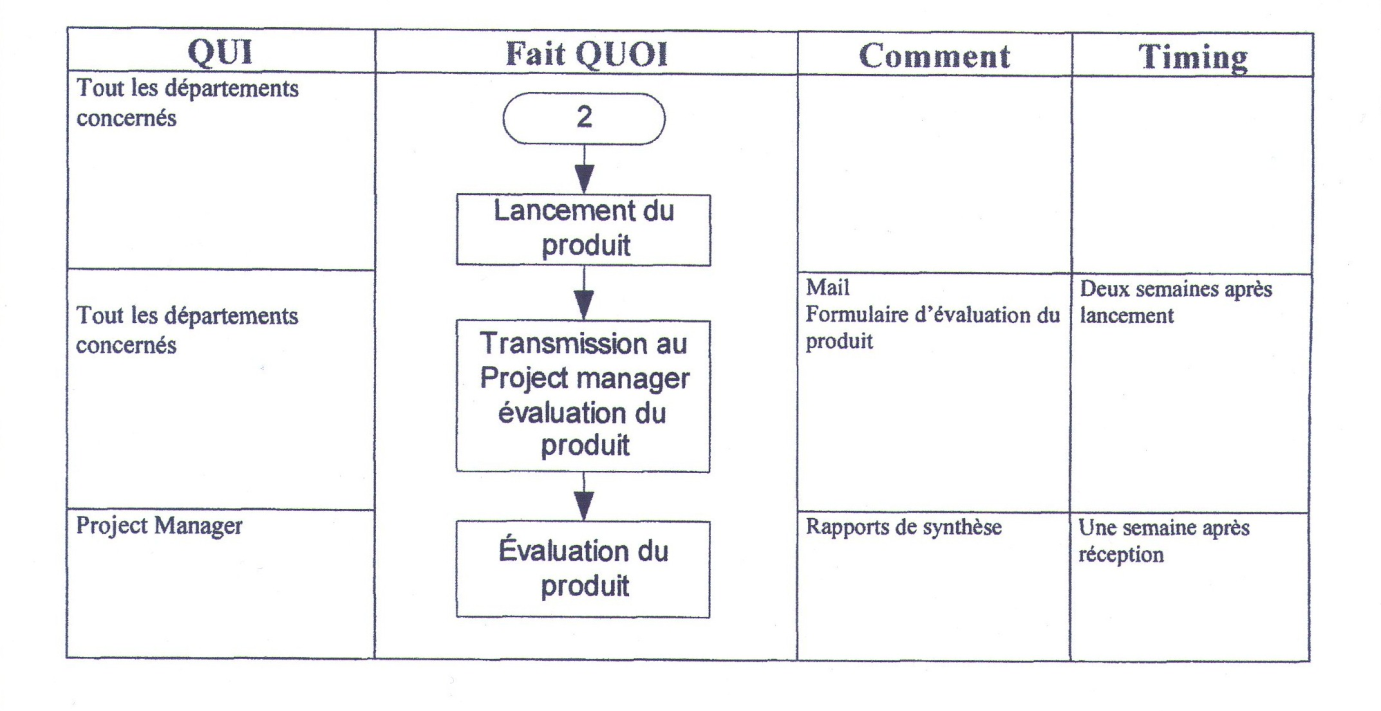 QUI
Fait QUOI
Comment
Timing
Tout les départements
concernés
2
Lancement du
produit
Tout les départements
concernés
Transmission au
Project manager
évaluation du
produit
Mail
Formulaire d'évaluation du
produit
Deux semaines après
lancement
Project Manager
Évaluation du
produit
Rapports de synthèse
Une semaine après
réception